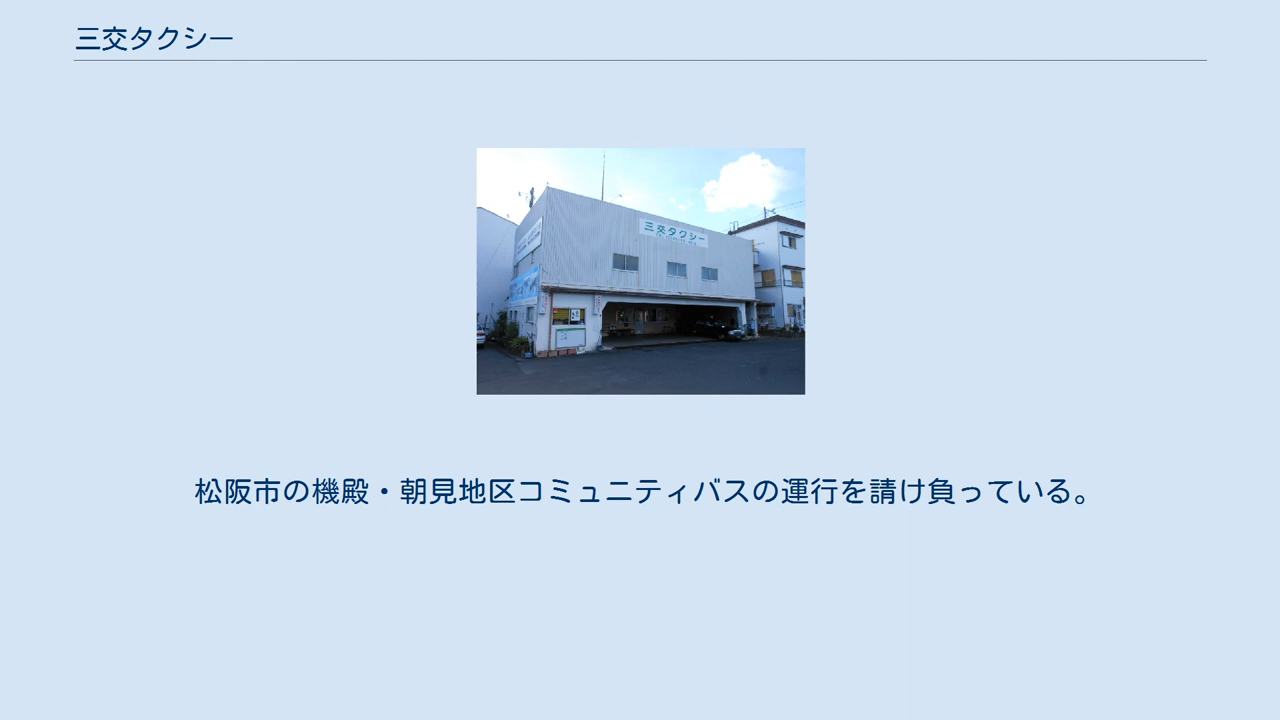 三交タクシー
三交タクシー
松阪市の機殿・朝見地区コミュニティバスの運行を請け負っている。